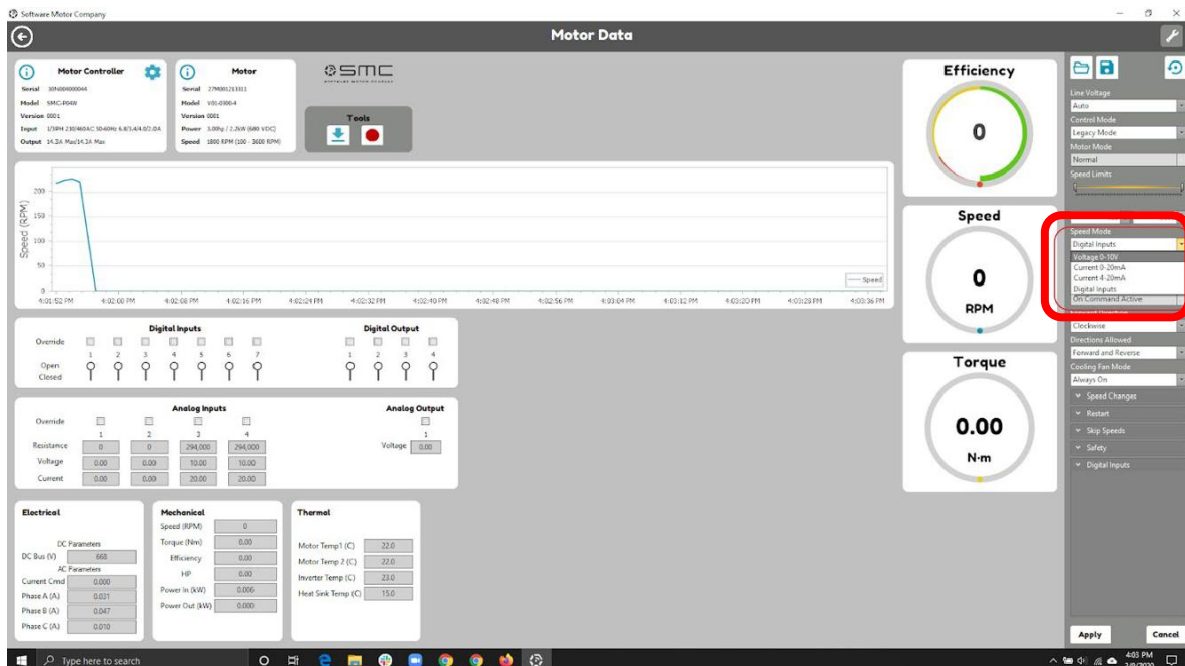 Software Motor Company
Motor Data
Motor Controller
Serial 30N004000044
Model SMC-P04W
Version 0001
Input 1/3PH 230/460AC 50-60Hz 6.8/3.4/4.0/2.0A
Output 14.3A Max/14.3A Max
Motor
Serial 27M001213311
Model V01-0300-4
Version 0001
Power 3.00hp / 2.2kW (680 VDC)
Speed 1800 RPM (100 - 3600 RPM)
SMC
SOFTWARE MOTOR COMPANY
Tools
Speed (RPM)
200
150
100
50
0
4:01:52 PM 4:02:00 PM 4:02:08 PM 4:02:16 PM 4:02:24 PM 4:02:32 PM 4:02:40 PM 4:02:48 PM 4:02:56 PM 4:03:04 PM 4:03:12 PM 4:03:20 PM 4:03:28 PM 4:03:36 PM
Speed
Digital Inputs
Override
1 2 3 4 5 6 7
Open
Closed
Digital Output
1 2 3 4
Analog Inputs
Override
1 2 3 4
Resistance 0 0 294,000 294,000
Voltage 0.00 0.00 10.00 10.00
Current 0.00 0.00 20.00 20.00
Analog Output
1
Voltage 0.00
Electrical
DC Parameters
DC Bus (V) 665
AC Parameters
Current Cmd 0.000
Phase A (A) 0.031
Phase B (A) 0.047
Phase C (A) 0.010
Mechanical
Speed (RPM) 0
Torque (Nm) 0.00
Efficiency 0.00
HP 0.00
Power In (kW) 0.006
Power Out (kW) 0.000
Thermal
Motor Temp1 (C) 22.0
Motor Temp 2 (C) 22.0
Inverter Temp (C) 23.0
Heat Sink Temp (C) 15.0
Efficiency
0
Speed
0
RPM
Torque
0.00
N·m
Line Voltage
Auto
Control Mode
Legacy Mode
Motor Mode
Normal
Speed Limits
Speed Mode
Digital Inputs
Voltage 0-10V
Current 0-20mA
Current 4-20mA
Digital Inputs
On Command Active
Clockwise
Directions Allowed
Forward and Reverse
Cooling Fan Mode
Always On
Speed Changes
Restart
Skip Speeds
Safety
Digital Inputs
Apply Cancel
Type here to search
4:03 PM